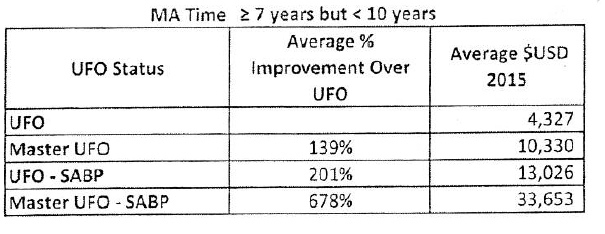 MA Time ≥ 7 years but < 10 years
UFO Status
Average %
Improvement Over
UFO
Average $USD
2015
UFO 4,327
Master UFO 139% 10,330
UFO - SABP 201% 13,026
Master UFO - SABP 678% 33,653